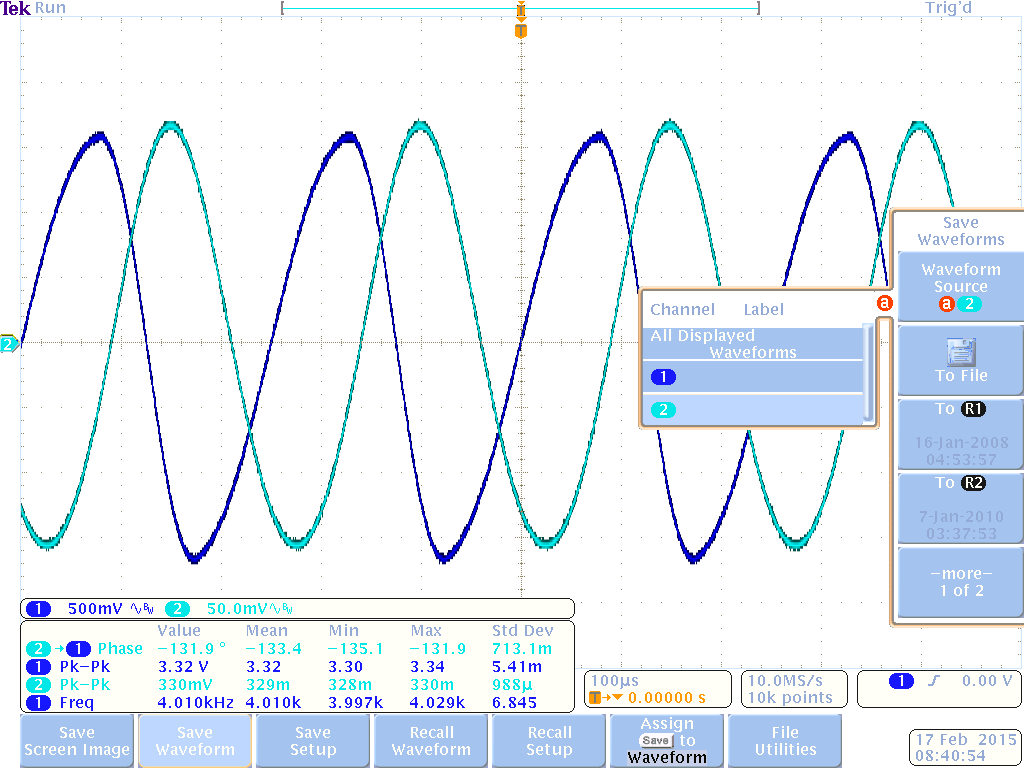 Tek Run Trig'd
T
T
2
Save
Waveforms
Waveform
Source
a 2
Channel Label a
All Displayed
Waveforms
1
2
To File
To R1
16-Jan-2008
04:53:57
To R2
7-Jan-2010
03:37:53
-more-
1 of 2
1 500mV BW 2 50.0mV BW
Value Mean Min Max Std Dev
2 → 1 Phase -131.9 ° -133.4 -135.1 -131.9 713.1m
1 Pk-Pk 3.32 V 3.32 3.30 3.34 5.41m
2 Pk-Pk 330mV 329m 328m 330m 988µ
1 Freq 4.010kHz 4.010k 3.997k 4.029k 6.845
100µs
T→▼ 0.00000 s
10.0MS/s
10k points
1 0.00 V
Save
Screen Image
Save
Waveform
Save
Setup
Recall
Waveform
Recall
Setup
Assign
Save to
Waveform
File
Utilities
17 Feb 2015
08:40:54